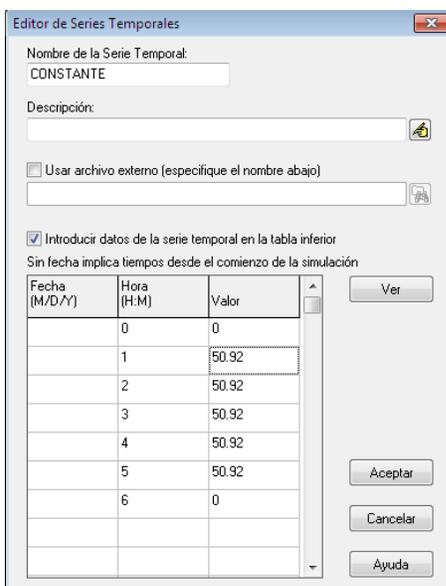 Editor de Series Temporales
Nombre de la Serie Temporal:
CONSTANTE
Descripción:
Usar archivo externo (especifique el nombre abajo)
Introducir datos de la serie temporal en la tabla inferior
Sin fecha implica tiempos desde el comienzo de la simulación
Fecha (M/D/Y) Hora (H:M) Valor
0 0
1 50.92
2 50.92
3 50.92
4 50.92
5 50.92
6 0
Ver
Aceptar
Cancelar
Ayuda